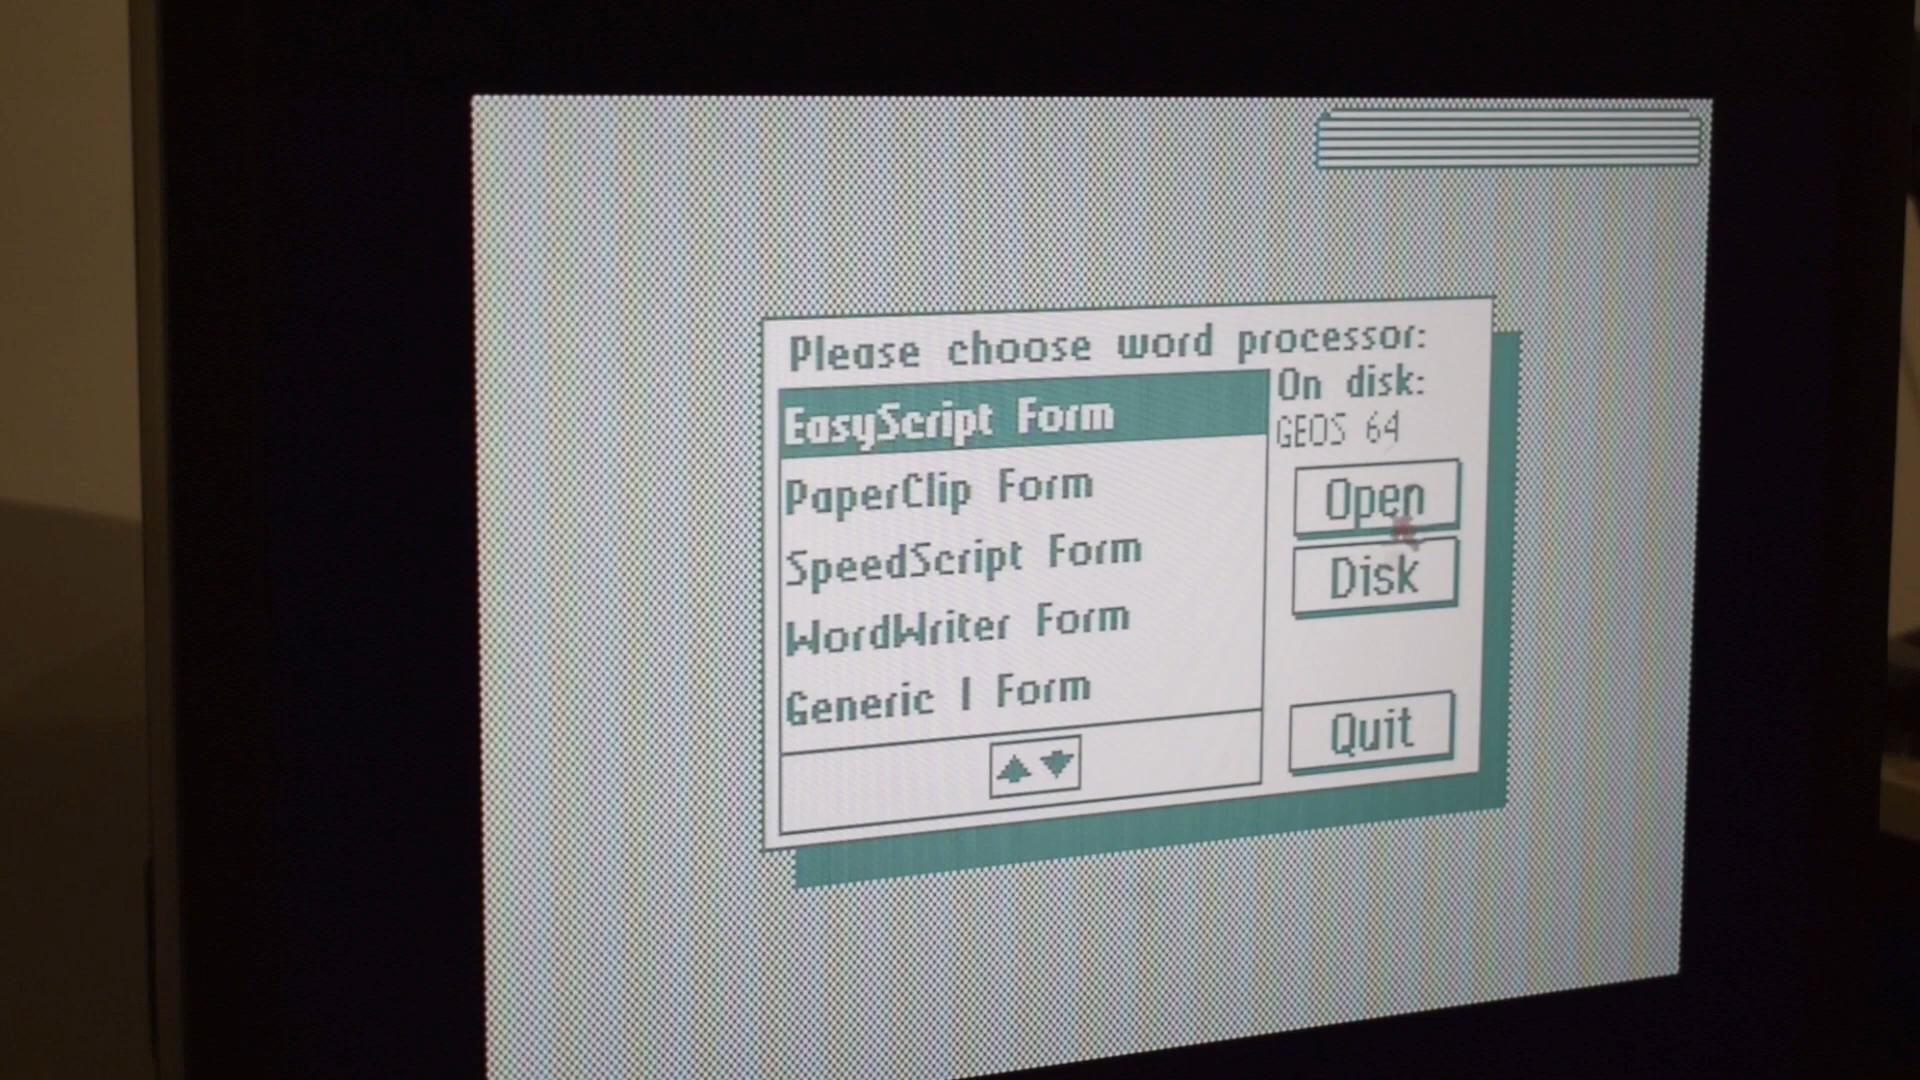 Please choose word processor:
On disk:
GEOS 64
EasyScript Form
PaperClip Form
SpeedScript Form
WordWriter Form
Generic I Form
Open
Disk
Quit